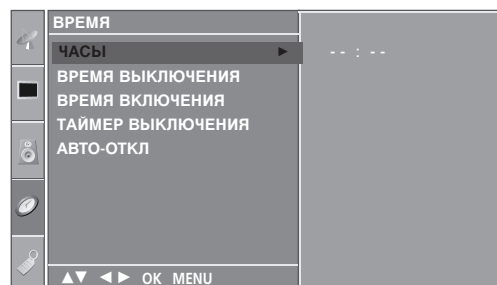 ВРЕМЯ
ЧАСЫ ► - - : - -
ВРЕМЯ ВЫКЛЮЧЕНИЯ
ВРЕМЯ ВКЛЮЧЕНИЯ
ТАЙМЕР ВЫКЛЮЧЕНИЯ
АВТО-ОТКЛ
▲▼ ◄► OK MENU